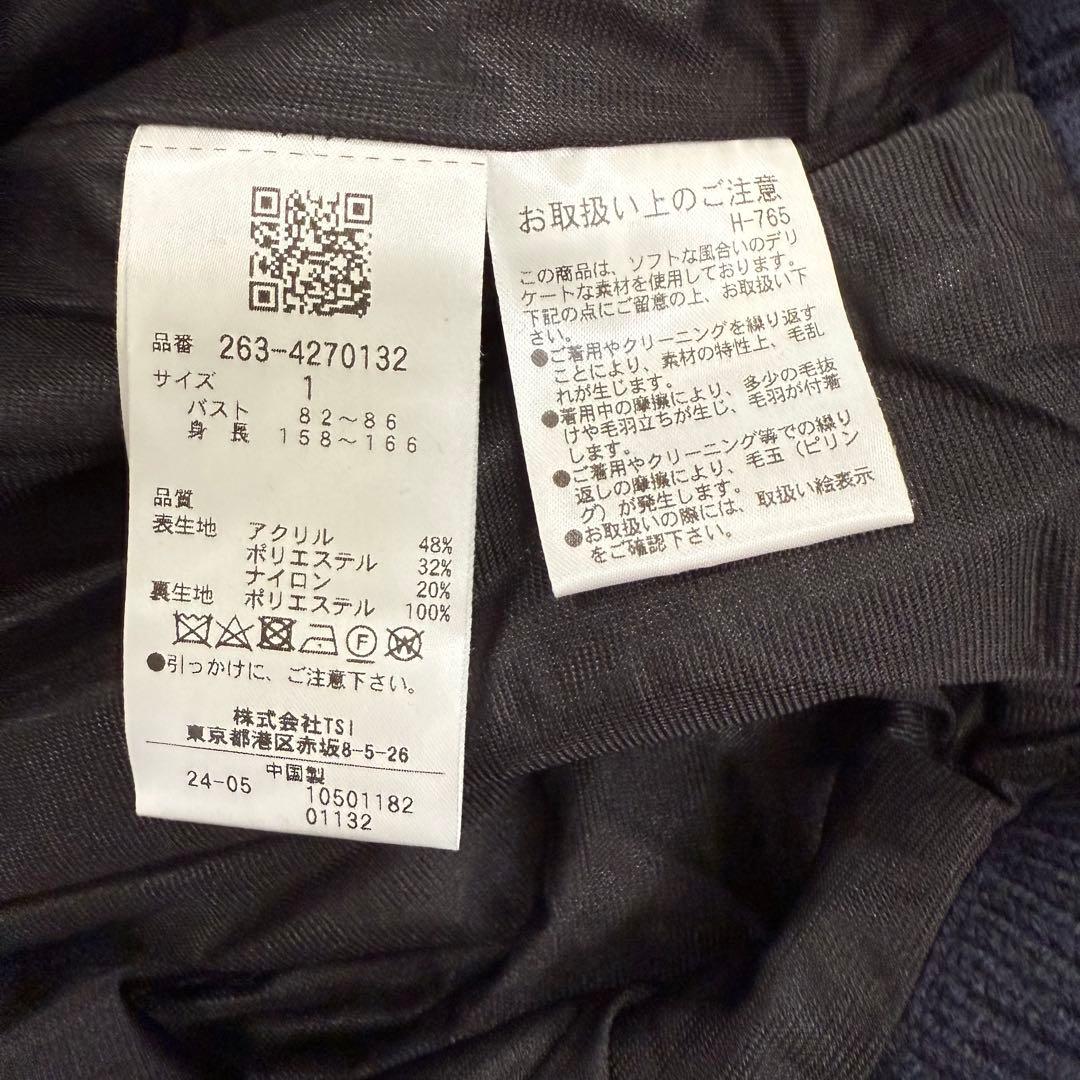 品番 263-4270132
サイズ 1
バスト 82〜86
身長 158〜166
品質
表生地 アクリル 48%
ポリエステル 32%
ナイロン 20%
裏生地 ポリエステル 100%
F W
●引っかけに、ご注意下さい。
株式会社TSI
東京都港区赤坂8-5-26
中国製
24-05 10501182
01132
お取扱い上のご注意
H-765
この商品は、ソフトな風合いのデリ
ケートな素材を使用しております。
下記の点にご留意の上、お取扱い下
さい。
●ご着用やクリーニングを繰り返す
ことにより、素材の特性上、毛乱
れが生じます。
●着用中の摩擦により、多少の毛抜
けや毛羽立ちが生じ、毛羽が付着
します。
●ご着用やクリーニング等での繰り
返しの摩擦により、毛玉（ピリン
グ）が発生します。
●お取扱いの際には、取扱い絵表示
をご確認下さい。